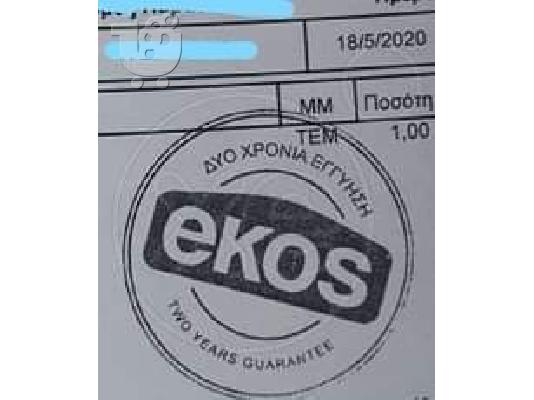 18/5/2020
ΜΜ Ποσότη
ΤΕΜ 1,00
ΔΥΟ ΧΡΟΝΙΑ ΕΓΓΥΗΣΗ
eKOS
TWO YEARS GUARANTEE